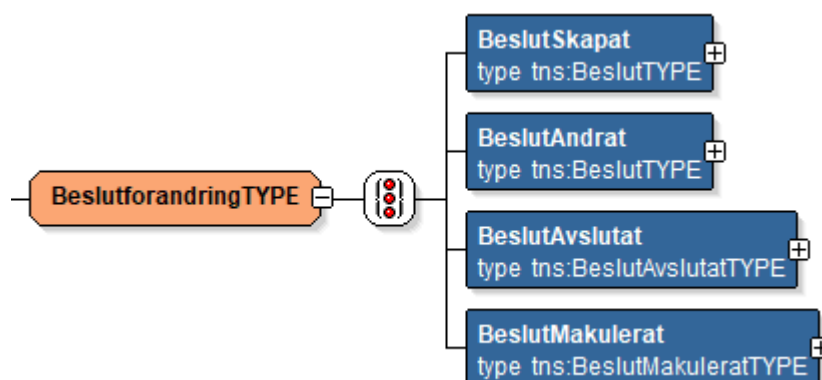 BeslutSkapat
type tns:BeslutTYPE
BeslutAndrat
type tns:BeslutTYPE
BeslutforandringTYPE
BeslutAvslutat
type tns:BeslutAvslutatTYPE
BeslutMakulerat
type tns:BeslutMakuleratTYPE